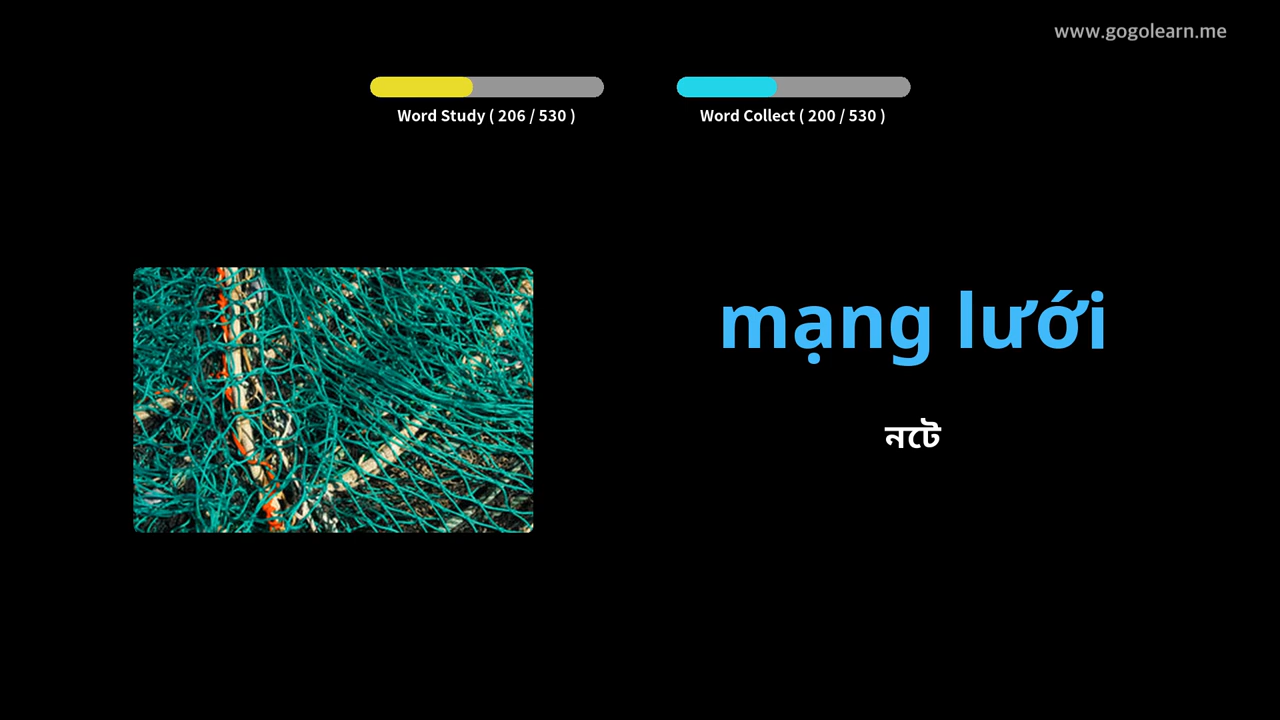 www.gogolearn.me
Word Study ( 206 / 530 )
Word Collect ( 200 / 530 )
mạng lưới
নটে